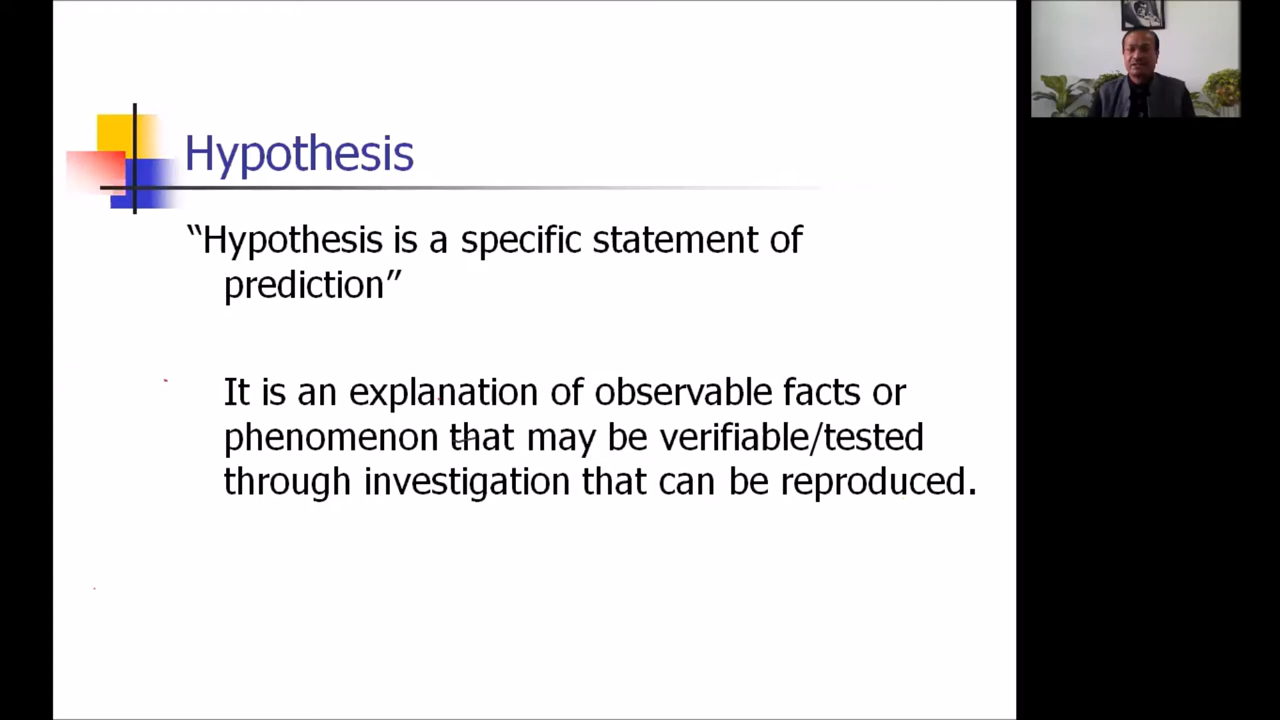 Hypothesis
“Hypothesis is a specific statement of
prediction”
It is an explanation of observable facts or
phenomenon that may be verifiable/tested
through investigation that can be reproduced.